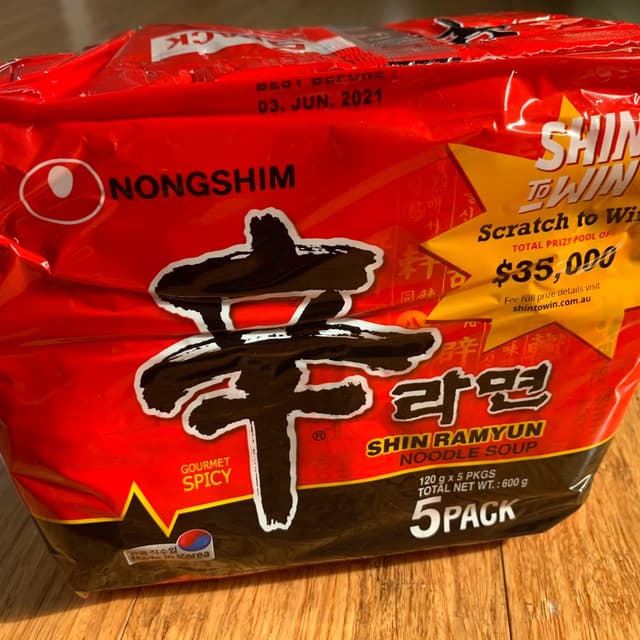 PACK
BEST BEFORE
03. JUN. 2021
NONGSHIM
SHIN
TO WIN
Scratch to Win
TOTAL PRIZE POOL OF
$35,000
For full prize details visit
shintowin.com.au
辛
라면
®
SHIN RAMYUN
NOODLE SOUP
GOURMET
SPICY
120 g x 5 PKGS
TOTAL NET WT.: 600 g
5PACK
Made in Korea